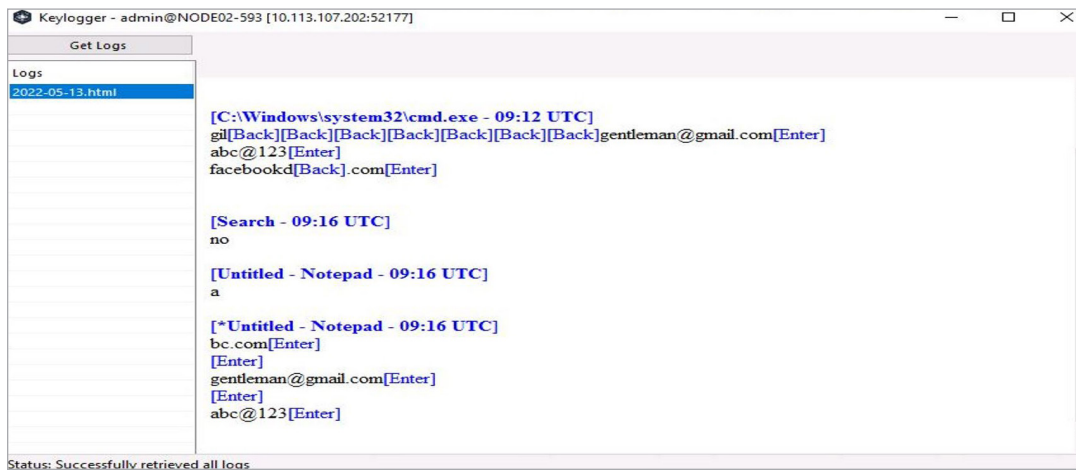 Keylogger - admin@NODE02-593 [10.113.107.202:52177]
Get Logs
Logs
2022-05-13.html
[C:\Windows\system32\cmd.exe - 09:12 UTC]
gil[Back][Back][Back][Back][Back][Back][Back]gentleman@gmail.com[Enter]
abc@123[Enter]
facebookd[Back].com[Enter]
[Search - 09:16 UTC]
no
[Untitled - Notepad - 09:16 UTC]
a
[*Untitled - Notepad - 09:16 UTC]
bc.com[Enter]
[Enter]
gentleman@gmail.com[Enter]
[Enter]
abc@123[Enter]
Status: Successfully retrieved all logs